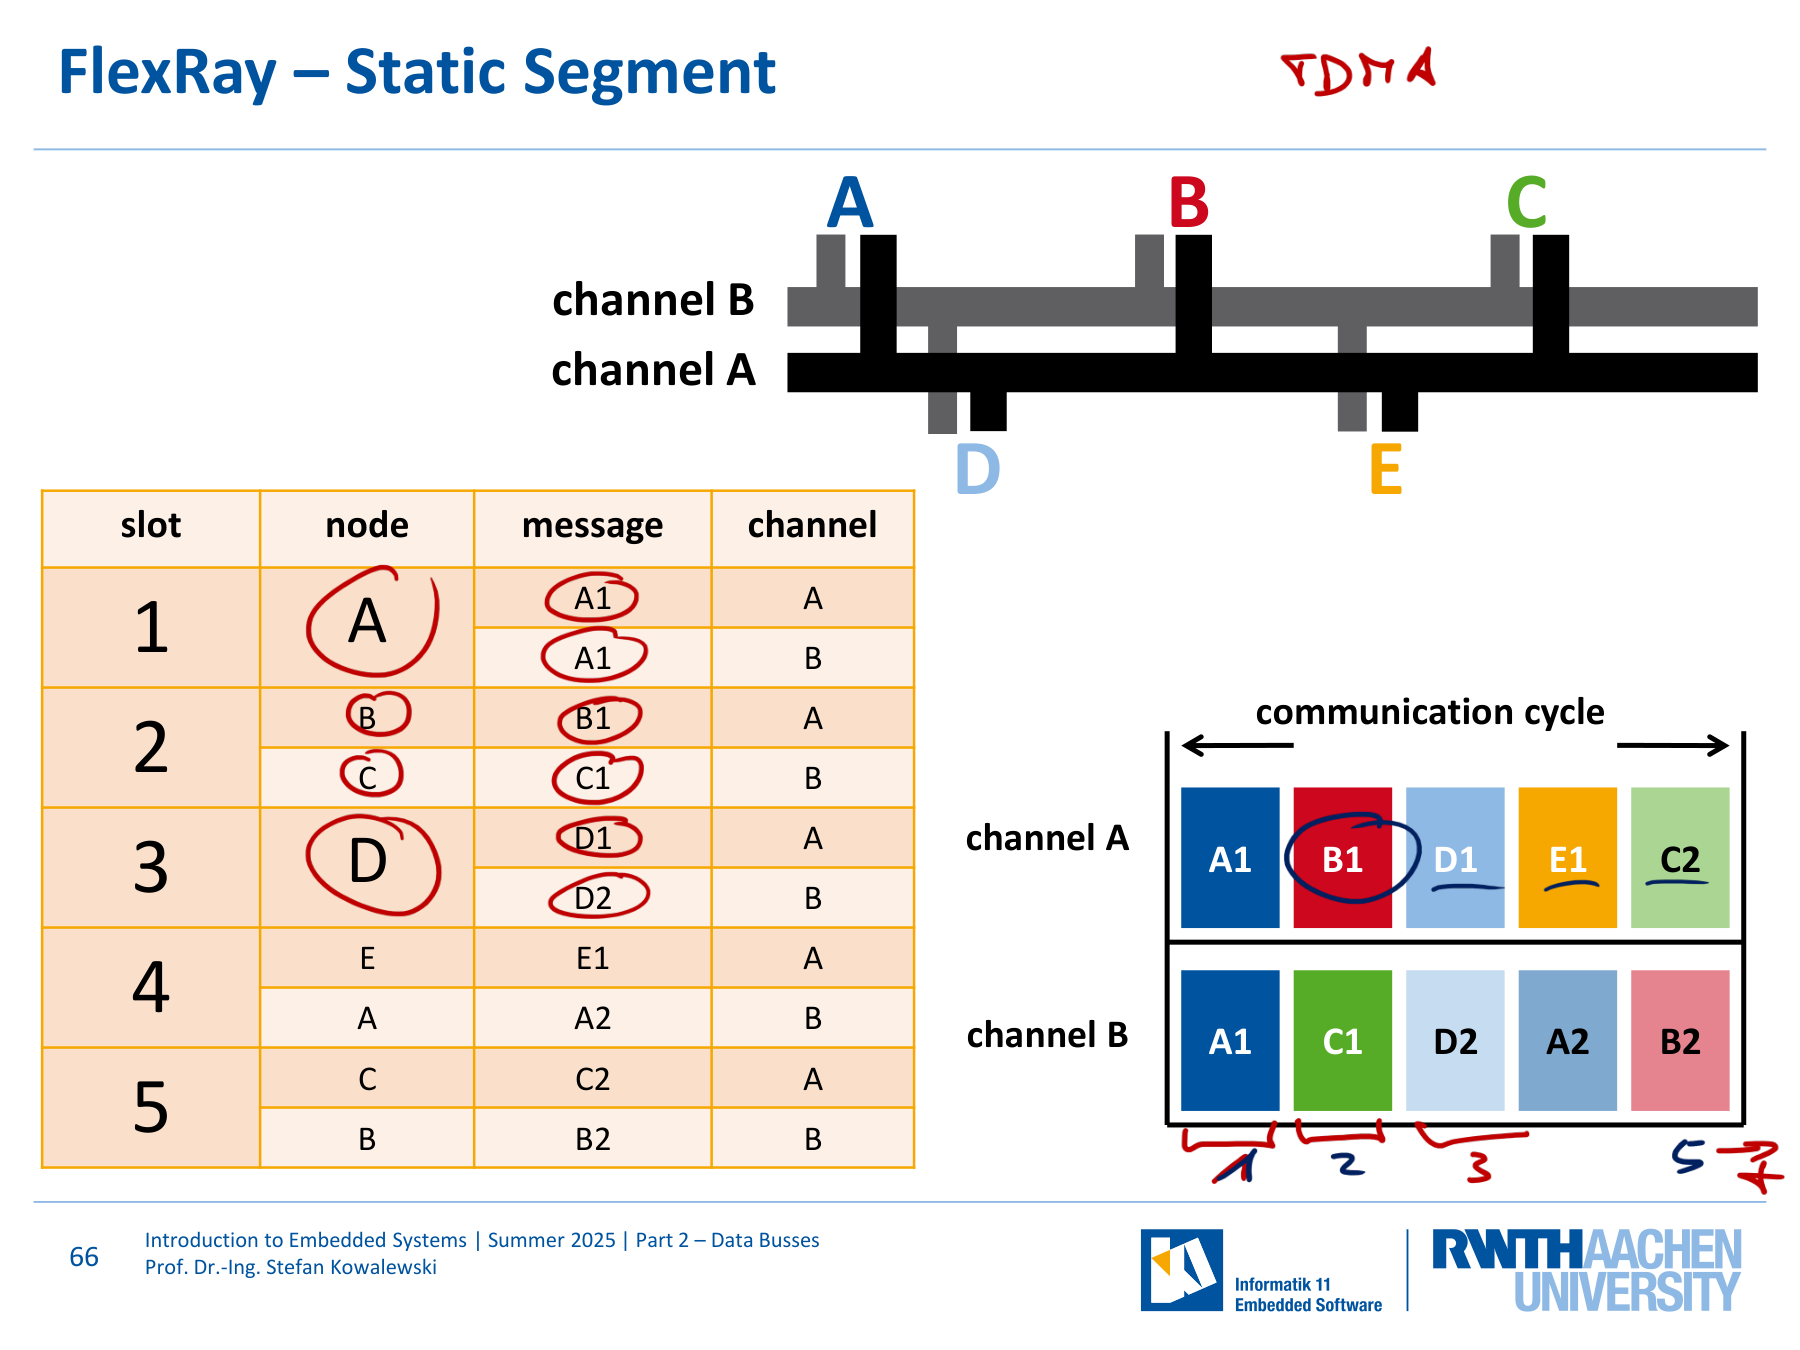 FlexRay – Static Segment
TDMA
A B C
channel B
channel A
D E
slot node message channel
1 A A1 A
A1 B
2 B B1 A
C C1 B
3 D D1 A
D2 B
4 E E1 A
A A2 B
5 C C2 A
B B2 B
communication cycle
channel A A1 B1 D1 E1 C2
channel B A1 C1 D2 A2 B2
1 2 3 5
66
Introduction to Embedded Systems | Summer 2025 | Part 2 – Data Busses
Prof. Dr.-Ing. Stefan Kowalewski
Informatik 11
Embedded Software
RWTH AACHEN
UNIVERSITY